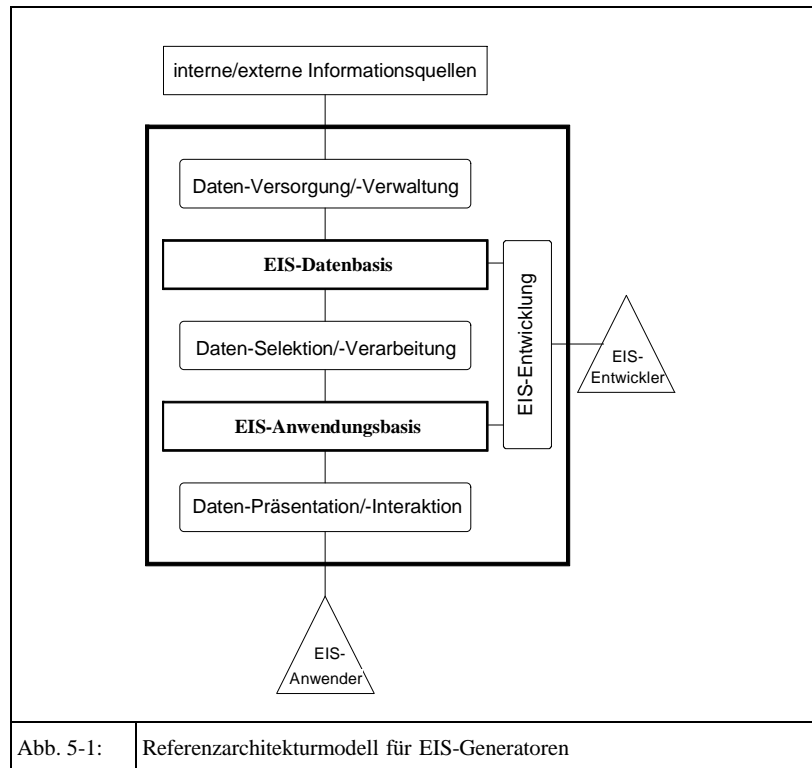 interne/externe Informationsquellen
Daten-Versorgung/-Verwaltung
EIS-Datenbasis
Daten-Selektion/-Verarbeitung
EIS-Anwendungsbasis
Daten-Präsentation/-Interaktion
EIS-Entwicklung
EIS-
Entwickler
EIS-
Anwender
Abb. 5-1: Referenzarchitekturmodell für EIS-Generatoren